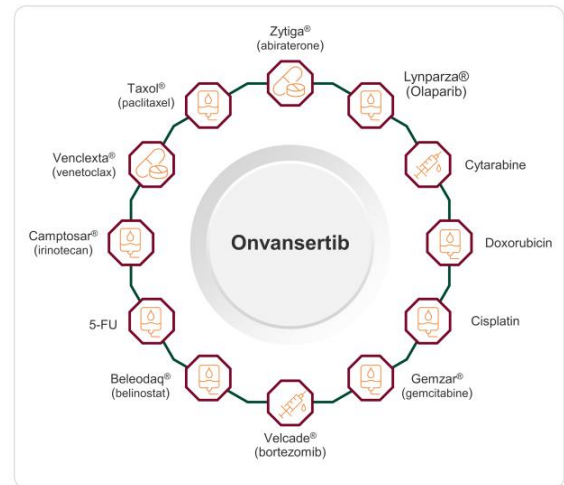 Zytiga®
(abiraterone)
Lynparza®
(Olaparib)
Cytarabine
Doxorubicin
Cisplatin
Gemzar®
(gemcitabine)
Velcade®
(bortezomib)
Beleodaq®
(belinostat)
5-FU
Camptosar®
(irinotecan)
Venclexta®
(venetoclax)
Taxol®
(paclitaxel)
Onvansertib